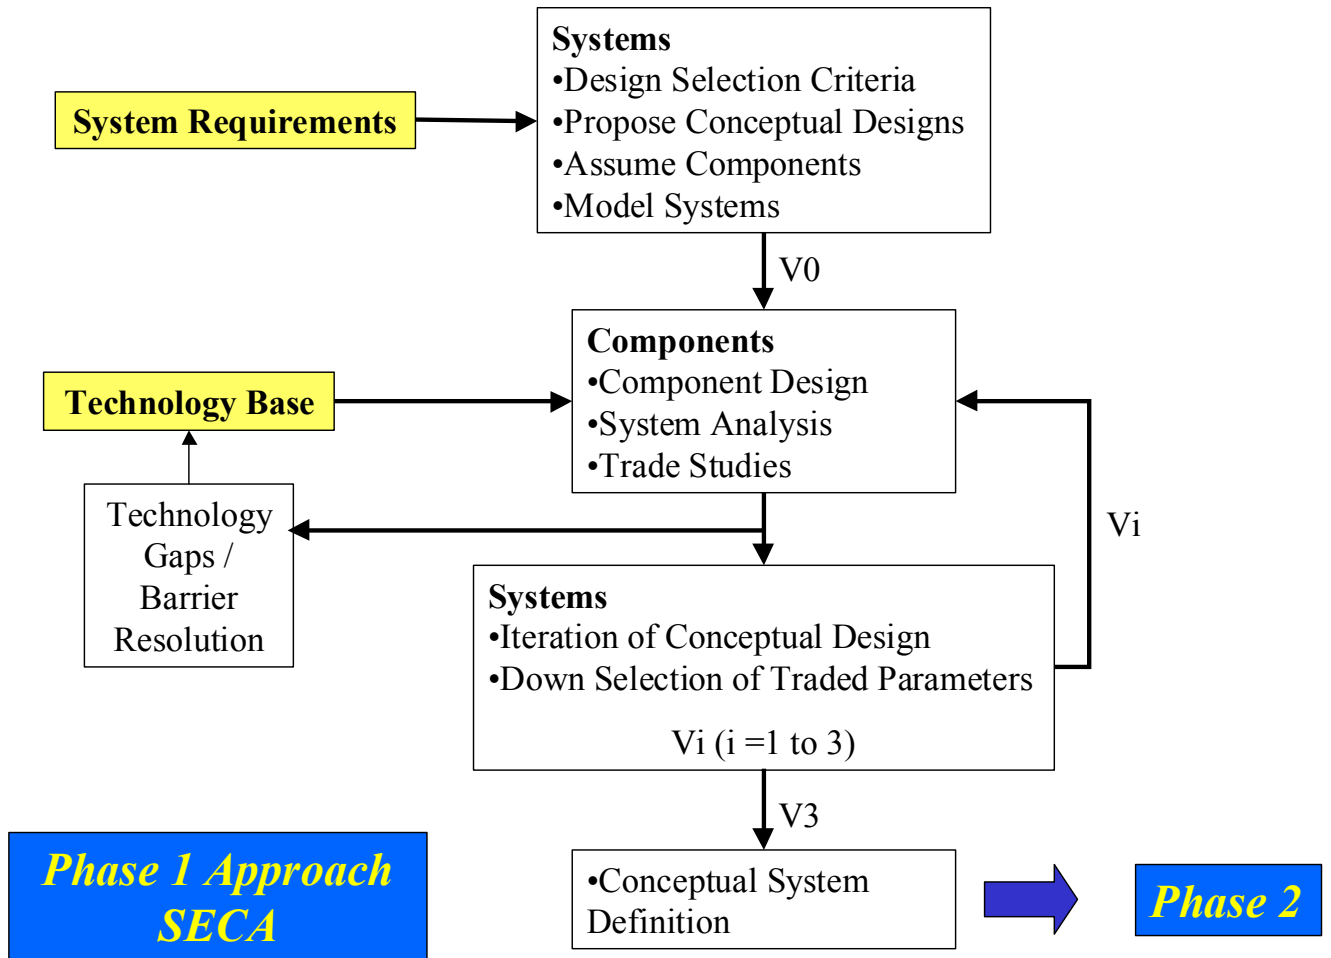 Systems
•Design Selection Criteria
•Propose Conceptual Designs
•Assume Components
•Model Systems
System Requirements
V0
Components
•Component Design
•System Analysis
•Trade Studies
Technology Base
Technology
Gaps /
Barrier
Resolution
Vi
Systems
•Iteration of Conceptual Design
•Down Selection of Traded Parameters
Vi (i =1 to 3)
V3
Phase 1 Approach
SECA
•Conceptual System
Definition
Phase 2